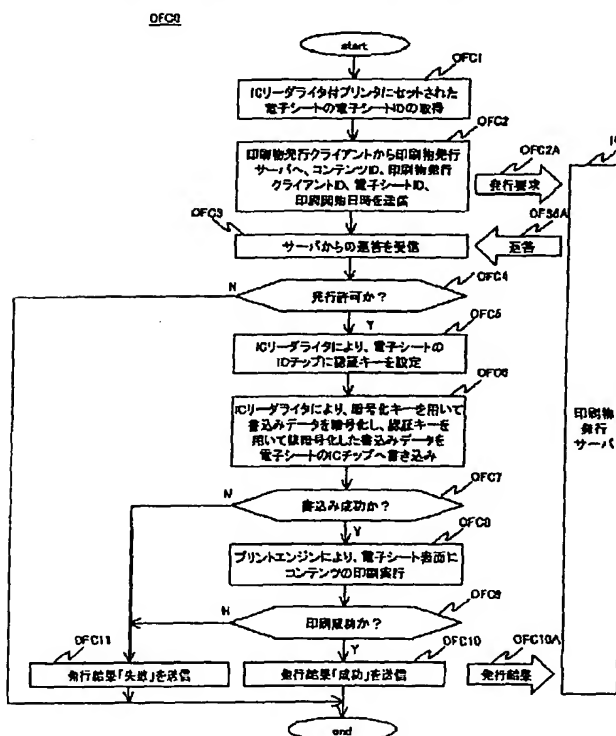 OFC0
start
OFC1
ICリーダライタ付プリンタにセットされた
電子シートの電子シートIDの取得
OFC2
印刷物発行クライアントから印刷物発行
サーバへ、コンテンツID、印刷物発行
クライアントID、電子シートID、
印刷開始日時を送信
OFC2A
発行要求
OFC3
サーバからの返答を受信
返答
OFC4
発行許可か?
N
Y
OFC5
ICリーダライタにより、電子シートの
ICチップに認証キーを設定
OFC6
ICリーダライタにより、暗号化キーを用いて
書込みデータを暗号化し、認証キーを
用いて該暗号化した書込みデータを
電子シートのICチップへ書き込み
印刷物
発行
サーバ
OFC7
書込み成功か?
N
Y
OFC8
プリントエンジンにより、電子シート表面に
コンテンツの印刷実行
OFC9
印刷成功か?
N
Y
OFC11
発行結果「失敗」を送信
OFC10
発行結果「成功」を送信
OFC10A
発行結果
end